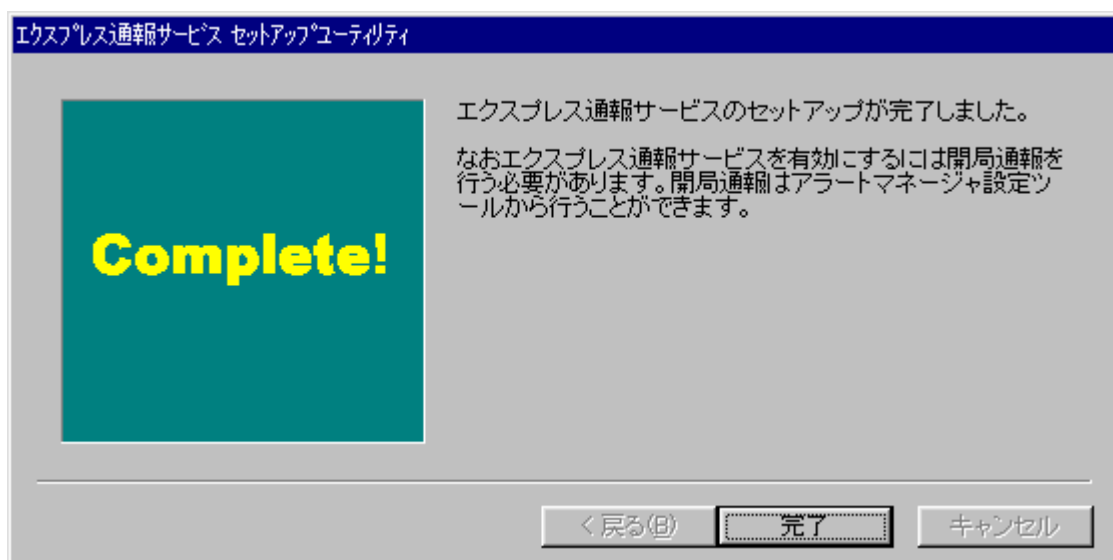 ｴｸｽﾌﾟﾚｽ通報ｻｰﾋﾞｽ ｾｯﾄｱｯﾌﾟﾕｰﾃｨﾘﾃｨ
エクスプレス通報サービスのセットアップが完了しました。
なおエクスプレス通報サービスを有効にするには開局通報を
行う必要があります。開局通報はアラートマネージャ設定ツ
ールから行うことができます。
Complete!
< 戻る(B)
完了
キャンセル